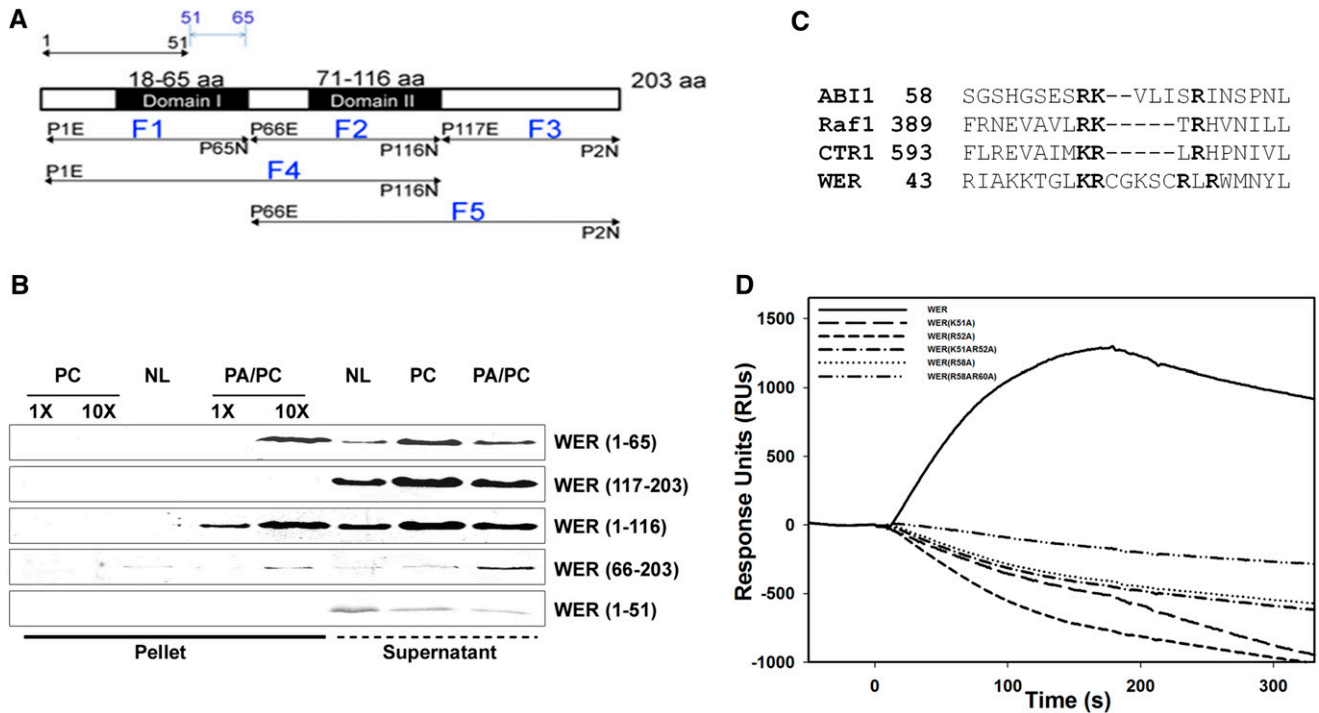 A
51 65
1 51
18-65 aa 71-116 aa 203 aa
Domain I Domain II
P1E F1 P66E F2 P117E F3
P65N P116N P2N
P1E F4 P116N
P66E F5 P2N
B
PC NL PA/PC NL PC PA/PC
1X 10X 1X 10X
WER (1-65)
WER (117-203)
WER (1-116)
WER (66-203)
WER (1-51)
Pellet Supernatant
C
ABI1 58 SGSHGSESRK--VLISRINSPNL
Raf1 389 FRNEVAVLRK-----TRHVNILL
CTR1 593 FLREVAIMKR-----LRHPNIVL
WER 43 RIAKKTGLKRCGKSCRLRWMNYL
D
WER
WER(K51A)
WER(R52A)
WER(K51AR52A)
WER(R58A)
WER(R58AR60A)
Response Units (RUs)
1500
1000
500
0
-500
-1000
0 100 200 300
Time (s)